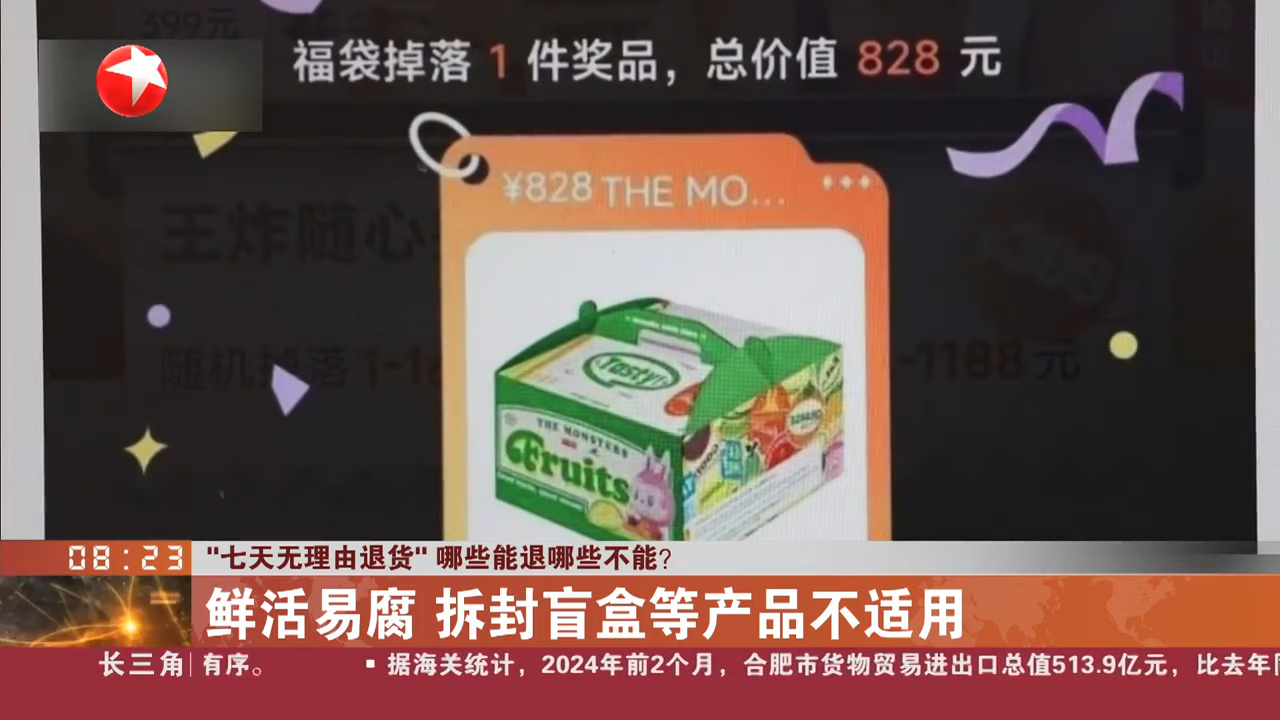 399元
福袋掉落 1 件奖品，总价值 828 元
¥828 THE MO...
王炸随心
随机掉落 1-1
-1188 元
Tasty!
THE MONSTERS
Fruits
08:23
"七天无理由退货" 哪些能退哪些不能?
鲜活易腐 拆封盲盒等产品不适用
长三角 有序。 ▪ 据海关统计，2024年前2个月，合肥市货物贸易进出口总值513.9亿元，比去年同